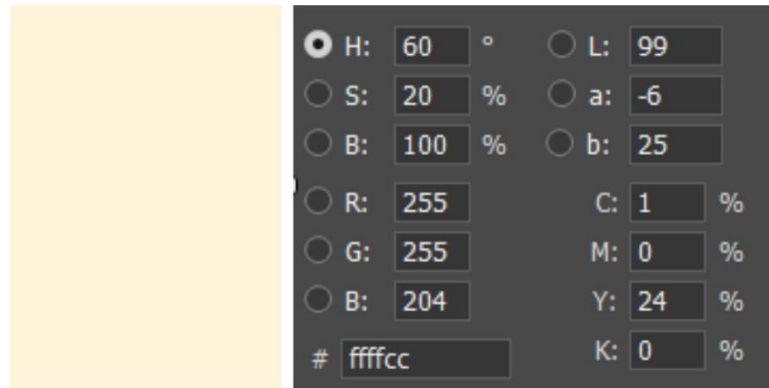 H: 60 ° L: 99
S: 20 % a: -6
B: 100 % b: 25
R: 255 C: 1 %
G: 255 M: 0 %
B: 204 Y: 24 %
# ffffcc K: 0 %